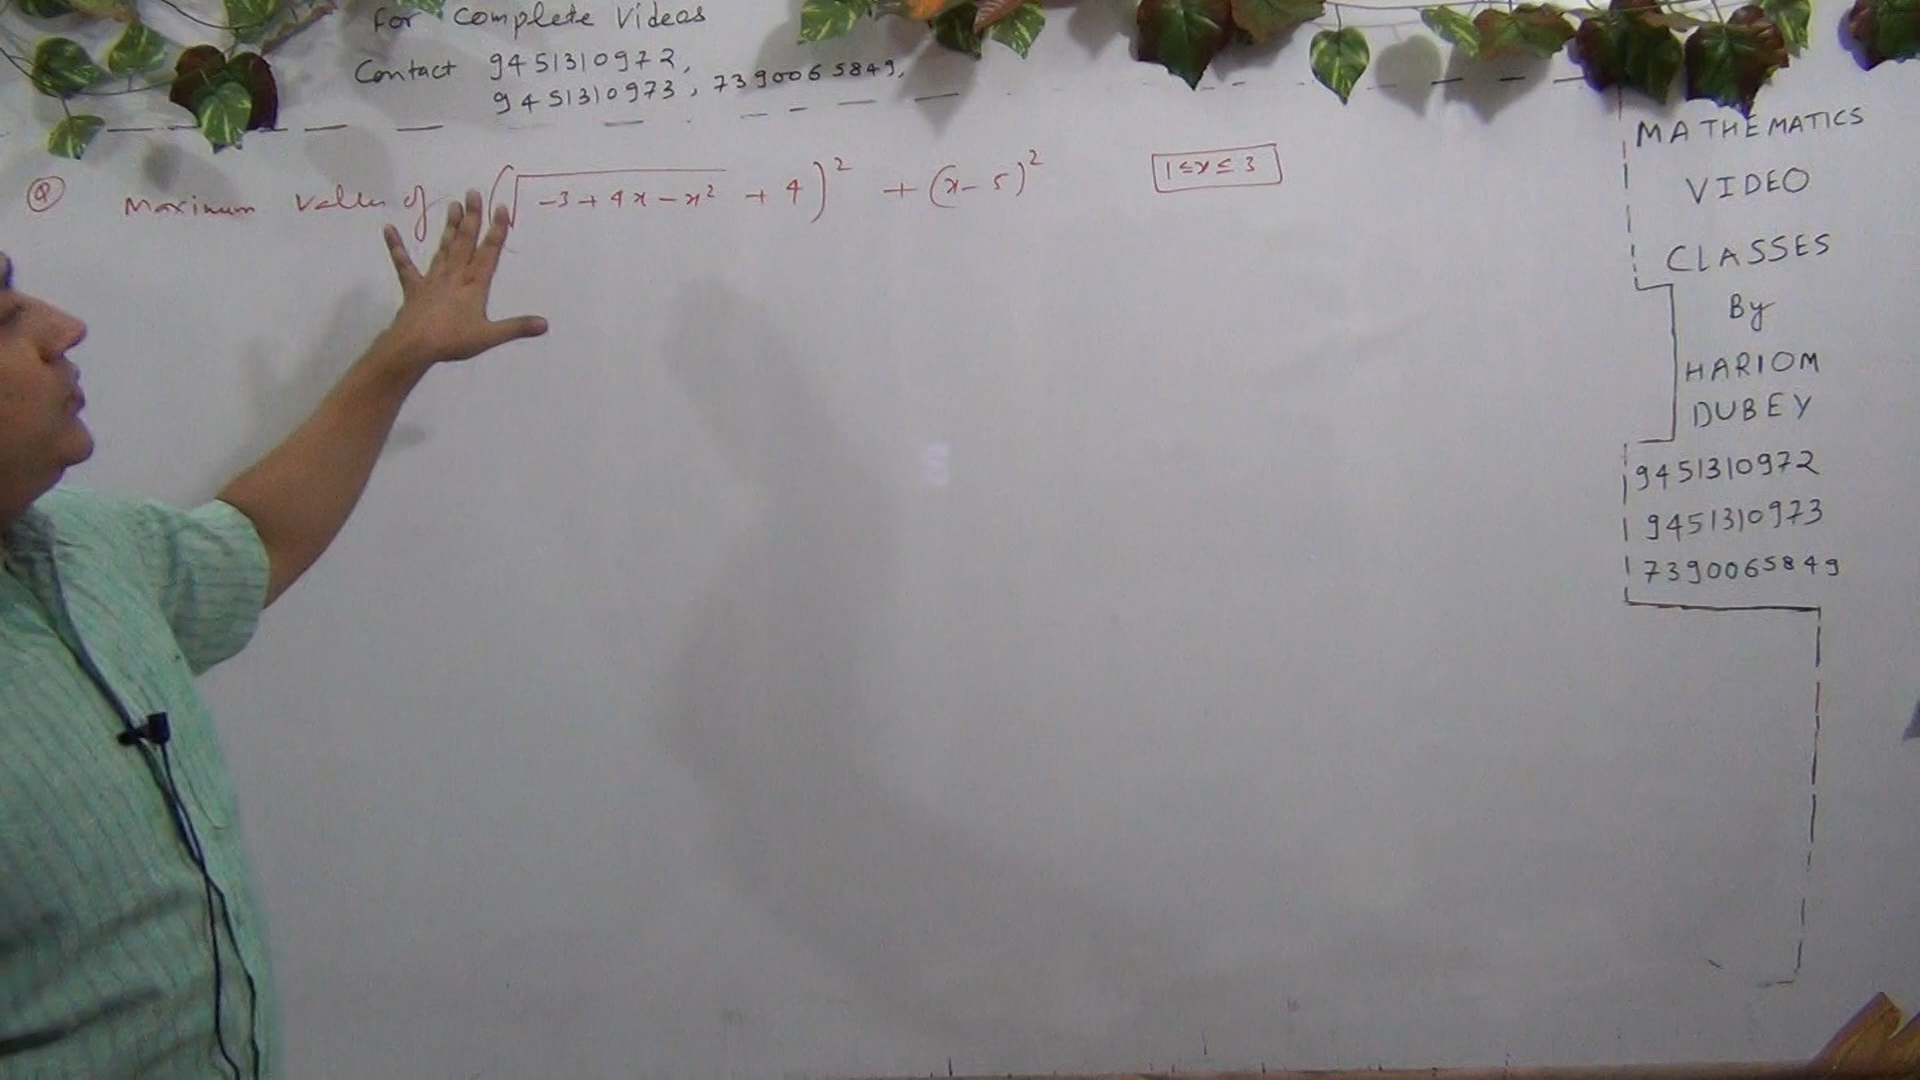 For Complete Videos
Contact 9451310972,
9451310973, 7390065849,
Q Maximum Value of (√-3+4x-x² + 4)² + (x-5)² 1≤x≤3
MATHEMATICS
VIDEO
CLASSES
By
HARIOM
DUBEY
9451310972
9451310973
7390065849